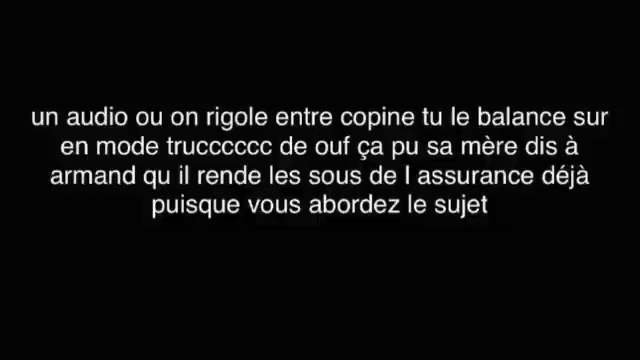 un audio ou on rigole entre copine tu le balance sur
en mode trucccccc de ouf ça pu sa mère dis à
armand qu il rende les sous de l assurance déjà
puisque vous abordez le sujet